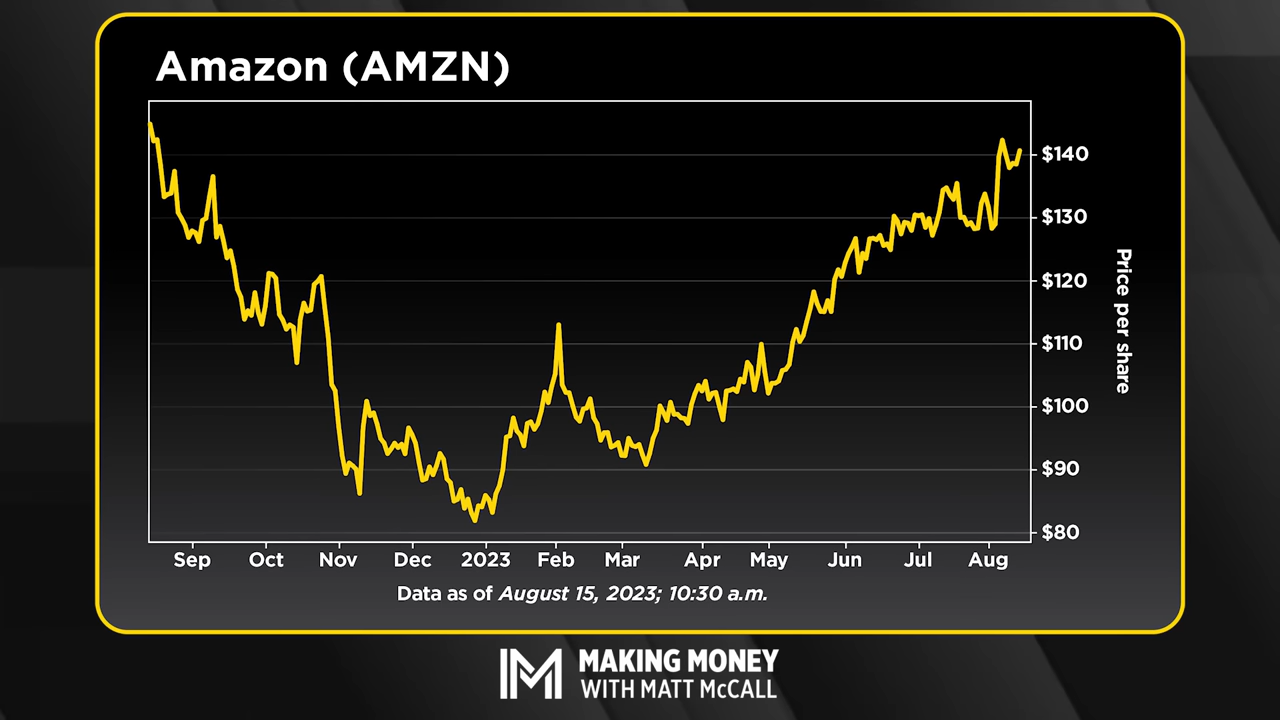 Amazon (AMZN)
$140
$130
$120
$110
$100
$90
$80
Price per share
Sep Oct Nov Dec 2023 Feb Mar Apr May Jun Jul Aug
Data as of August 15, 2023; 10:30 a.m.
MAKING MONEY
WITH MATT McCALL